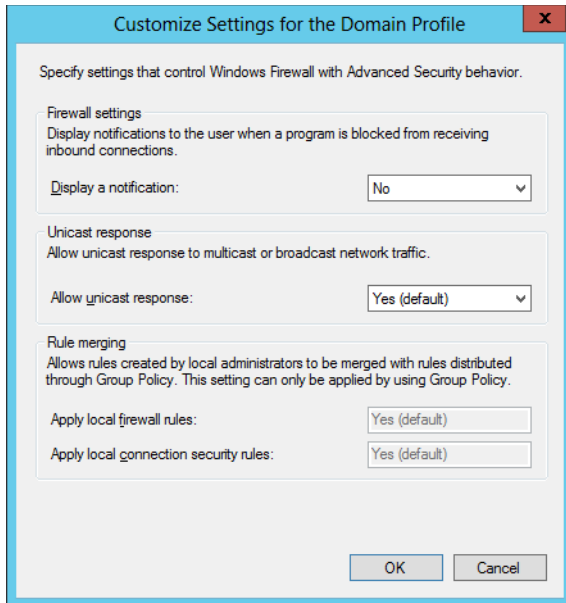 Customize Settings for the Domain Profile
x
Specify settings that control Windows Firewall with Advanced Security behavior.
Firewall settings
Display notifications to the user when a program is blocked from receiving
inbound connections.
Display a notification:
No
Unicast response
Allow unicast response to multicast or broadcast network traffic.
Allow unicast response:
Yes (default)
Rule merging
Allows rules created by local administrators to be merged with rules distributed
through Group Policy. This setting can only be applied by using Group Policy.
Apply local firewall rules:
Yes (default)
Apply local connection security rules:
Yes (default)
OK
Cancel